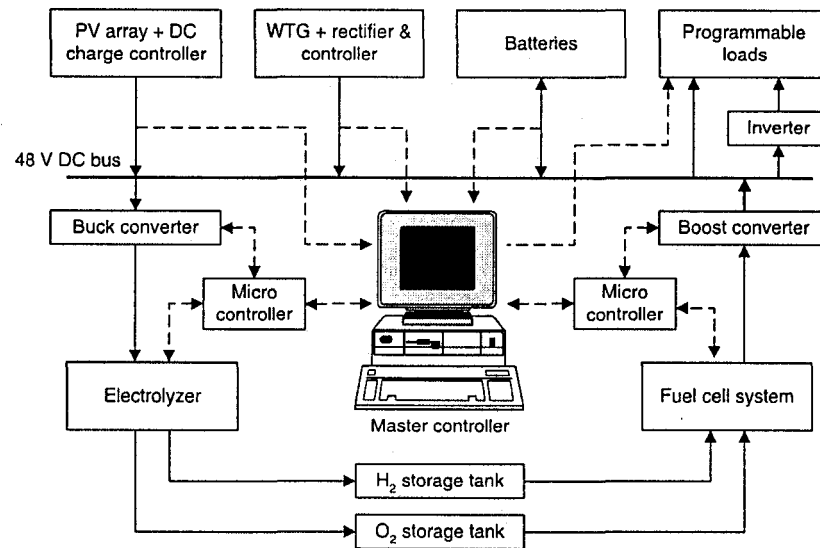 PV array + DC
charge controller
WTG + rectifier &
controller
Batteries
Programmable
loads
Inverter
48 V DC bus
Buck converter
Boost converter
Micro
controller
Micro
controller
Electrolyzer
Fuel cell system
Master controller
H₂ storage tank
O₂ storage tank